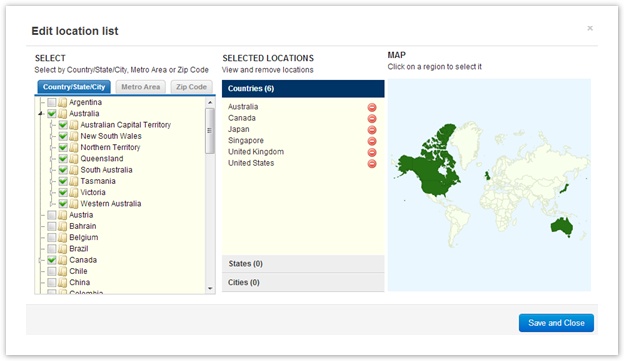 Edit location list
×
SELECT
Select by Country/State/City, Metro Area or Zip Code
Country/State/City
Metro Area
Zip Code
Argentina
Australia
Australian Capital Territory
New South Wales
Northern Territory
Queensland
South Australia
Tasmania
Victoria
Western Australia
Austria
Bahrain
Belgium
Brazil
Canada
Chile
China
Colombia
SELECTED LOCATIONS
View and remove locations
Countries (6)
Australia
Canada
Japan
Singapore
United Kingdom
United States
States (0)
Cities (0)
MAP
Click on a region to select it
Save and Close